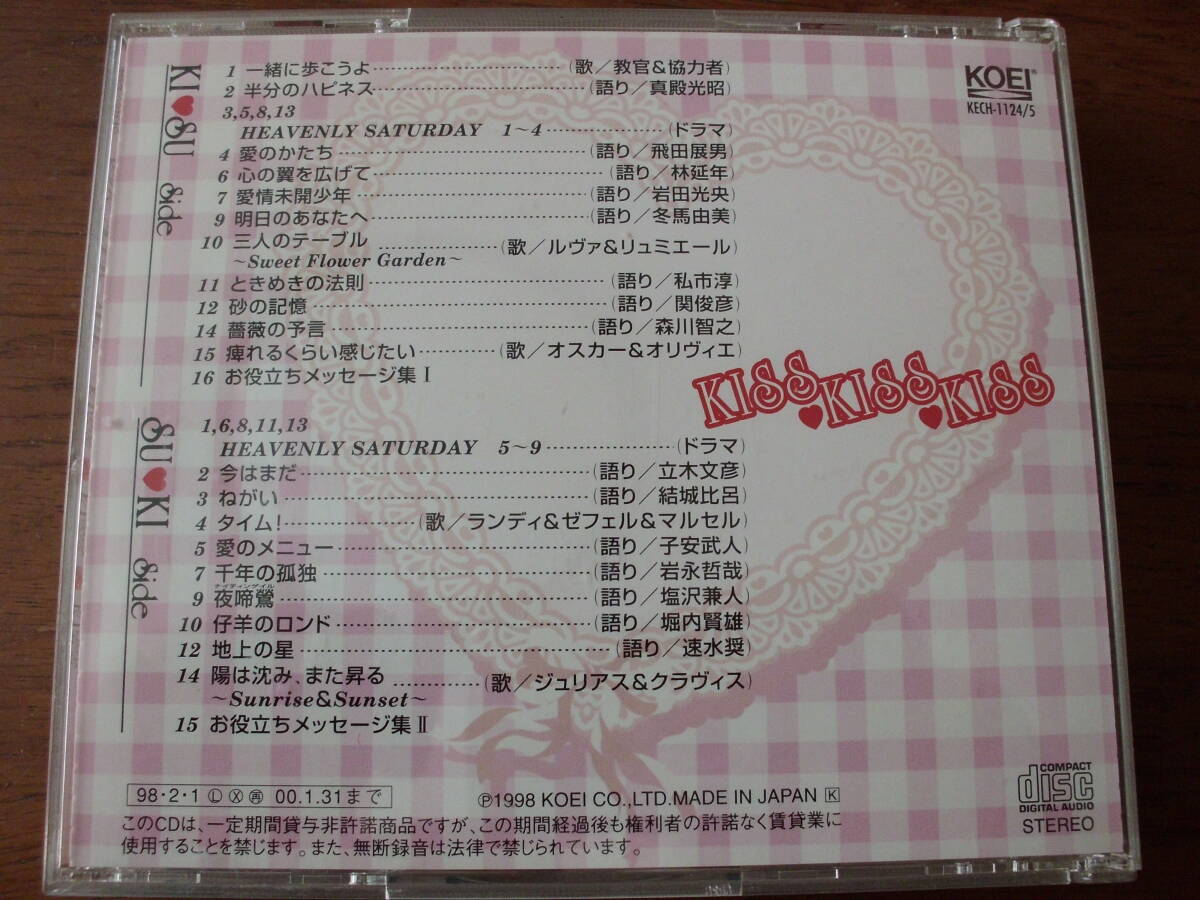 KI♥SU Side
1 一緒に歩こうよ……………………(歌／教官&協力者)
2 半分のハピネス……………………(語り／真殿光昭)
3,5,8,13
HEAVENLY SATURDAY 1～4……………(ドラマ)
4 愛のかたち……………………(語り／飛田展男)
6 心の翼を広げて……………………(語り／林延年)
7 愛情未開少年……………………(語り／岩田光央)
9 明日のあなたへ……………………(語り／冬馬由美)
10 三人のテーブル……………(歌／ルヴァ&リュミエール)
～Sweet Flower Garden～
11 ときめきの法則……………………(語り／私市淳)
12 砂の記憶……………………(語り／関俊彦)
14 薔薇の予言……………………(語り／森川智之)
15 痺れるくらい感じたい…………(歌／オスカー&オリヴィエ)
16 お役立ちメッセージ集Ⅰ
SU♥KI Side
1,6,8,11,13
HEAVENLY SATURDAY 5～9……………(ドラマ)
2 今はまだ……………………(語り／立木文彦)
3 ねがい……………………(語り／結城比呂)
4 タイム!……………(歌／ランディ&ゼフェル&マルセル)
5 愛のメニュー……………………(語り／子安武人)
7 千年の孤独……………………(語り／岩永哲哉)
ナイティンゲイル
9 夜啼鶯……………………(語り／塩沢兼人)
10 仔羊のロンド……………………(語り／堀内賢雄)
12 地上の星……………………(語り／速水奨)
14 陽は沈み、また昇る…………(歌／ジュリアス&クラヴィス)
～Sunrise&Sunset～
15 お役立ちメッセージ集Ⅱ
KOEI®
KECH-1124/5
KISS♥KISS♥KISS
98・2・1 Ⓛ Ⓧ ㊢ 00.1.31まで
℗1998 KOEI CO.,LTD.MADE IN JAPAN K
このCDは、一定期間貸与非許諾商品ですが、この期間経過後も権利者の許諾なく賃貸業に
使用することを禁じます。また、無断録音は法律で禁じられています。
COMPACT
disc
DIGITAL AUDIO
STEREO